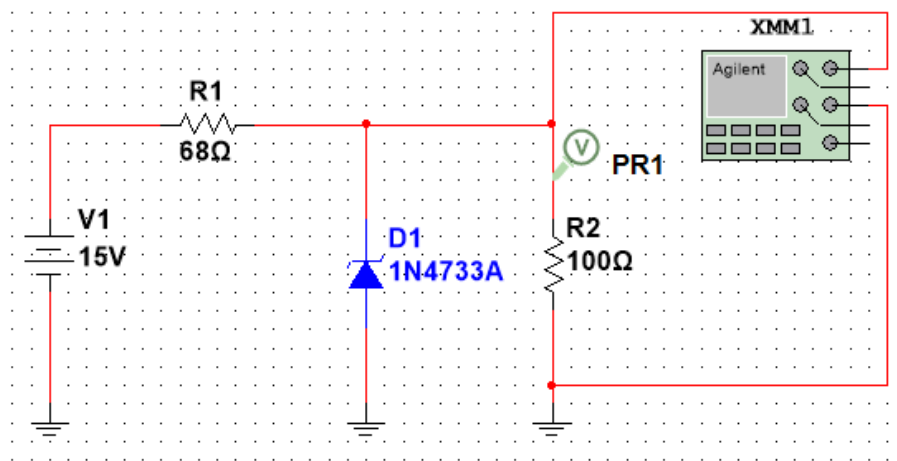 XMM1
Agilent
R1
68Ω
V
PR1
V1
15V
D1
1N4733A
R2
100Ω